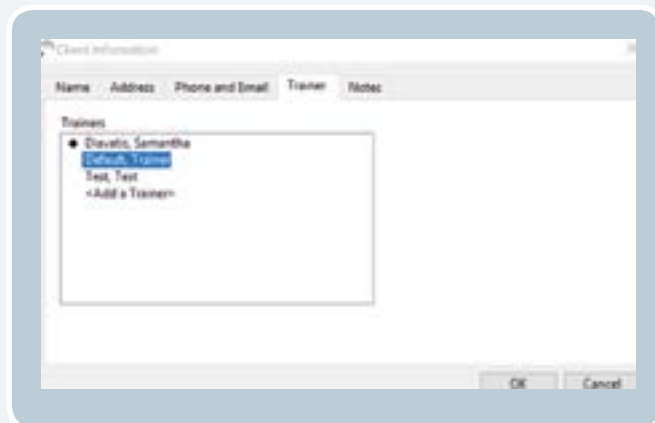 Client Information
Name Address Phone and Email Trainer Notes
Trainers
Diavatis, Samantha
Default, Trainer
Test, Test
<Add a Trainer>
OK Cancel